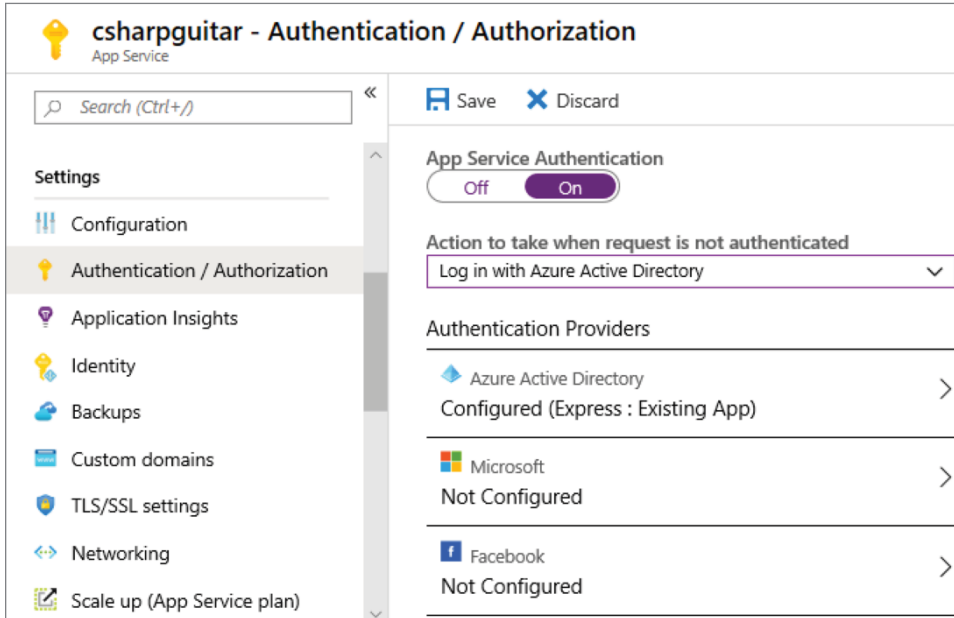 csharpguitar - Authentication / Authorization
App Service
Search (Ctrl+/)
«
Settings
Configuration
Authentication / Authorization
Application Insights
Identity
Backups
Custom domains
TLS/SSL settings
Networking
Scale up (App Service plan)
Save Discard
App Service Authentication
Off On
Action to take when request is not authenticated
Log in with Azure Active Directory
Authentication Providers
Azure Active Directory
Configured (Express : Existing App)
Microsoft
Not Configured
Facebook
Not Configured